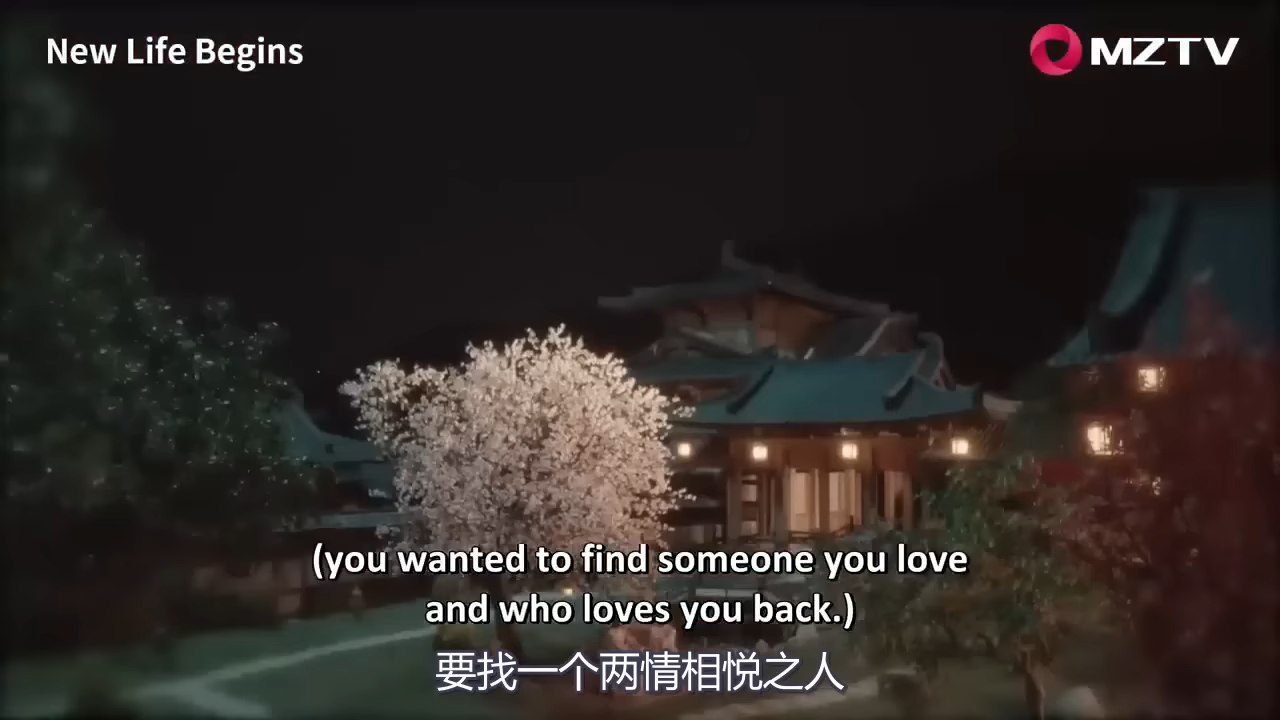 New Life Begins
MZTV
(you wanted to find someone you love
and who loves you back.)
要找一个两情相悦之人